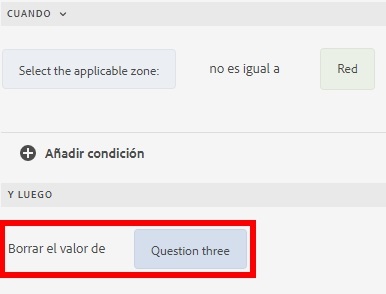 CUANDO
Select the applicable zone: no es igual a Red
Añadir condición
Y LUEGO
Borrar el valor de Question three